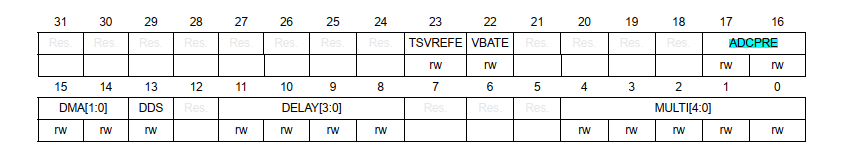 31 30 29 28 27 26 25 24 23 22 21 20 19 18 17 16
Res. Res. Res. Res. Res. Res. Res. Res. TSVREFE VBATE Res. Res. Res. Res. ADCPRE
rw rw rw rw
15 14 13 12 11 10 9 8 7 6 5 4 3 2 1 0
DMA[1:0] DDS Res. DELAY[3:0] Res. Res. Res. MULTI[4:0]
rw rw rw rw rw rw rw rw rw rw rw rw